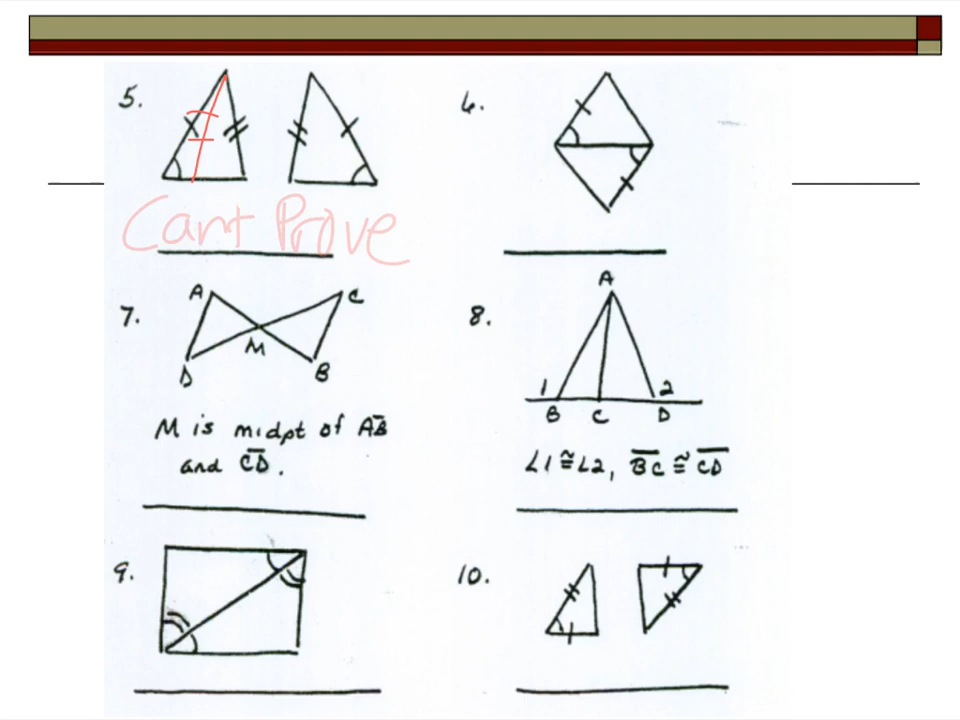 5.
6.
Can't Prove
A C
7.
M
D B
M is midpt of AB
and CD.
A
8.
1 2
B C D
∠1≅∠2, BC≅CD
9.
10.